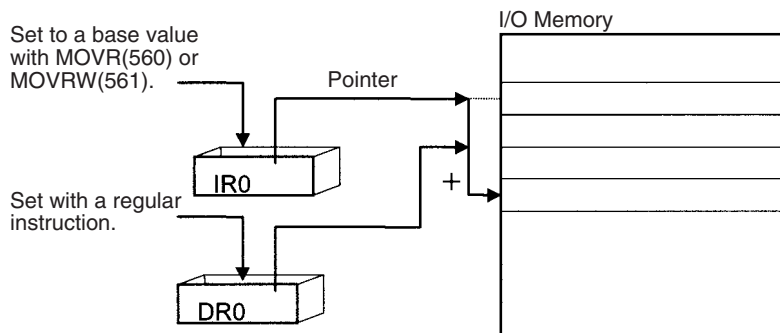 I/O Memory
Set to a base value
with MOVR(560) or
MOVRW(561).
Pointer
IR0
+
Set with a regular
instruction.
DR0